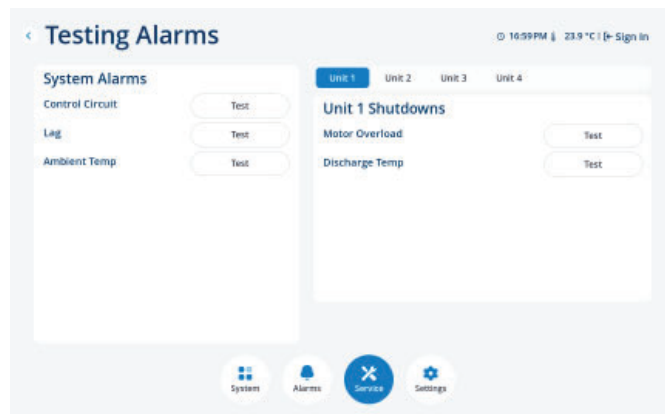 Testing Alarms
10:59PM 23.9 °C Sign In
System Alarms
Control Circuit Test
Lag Test
Ambient Temp Test
Unit 1 Unit 2 Unit 3 Unit 4
Unit 1 Shutdowns
Motor Overload Test
Discharge Temp Test
System Alarms Service Settings